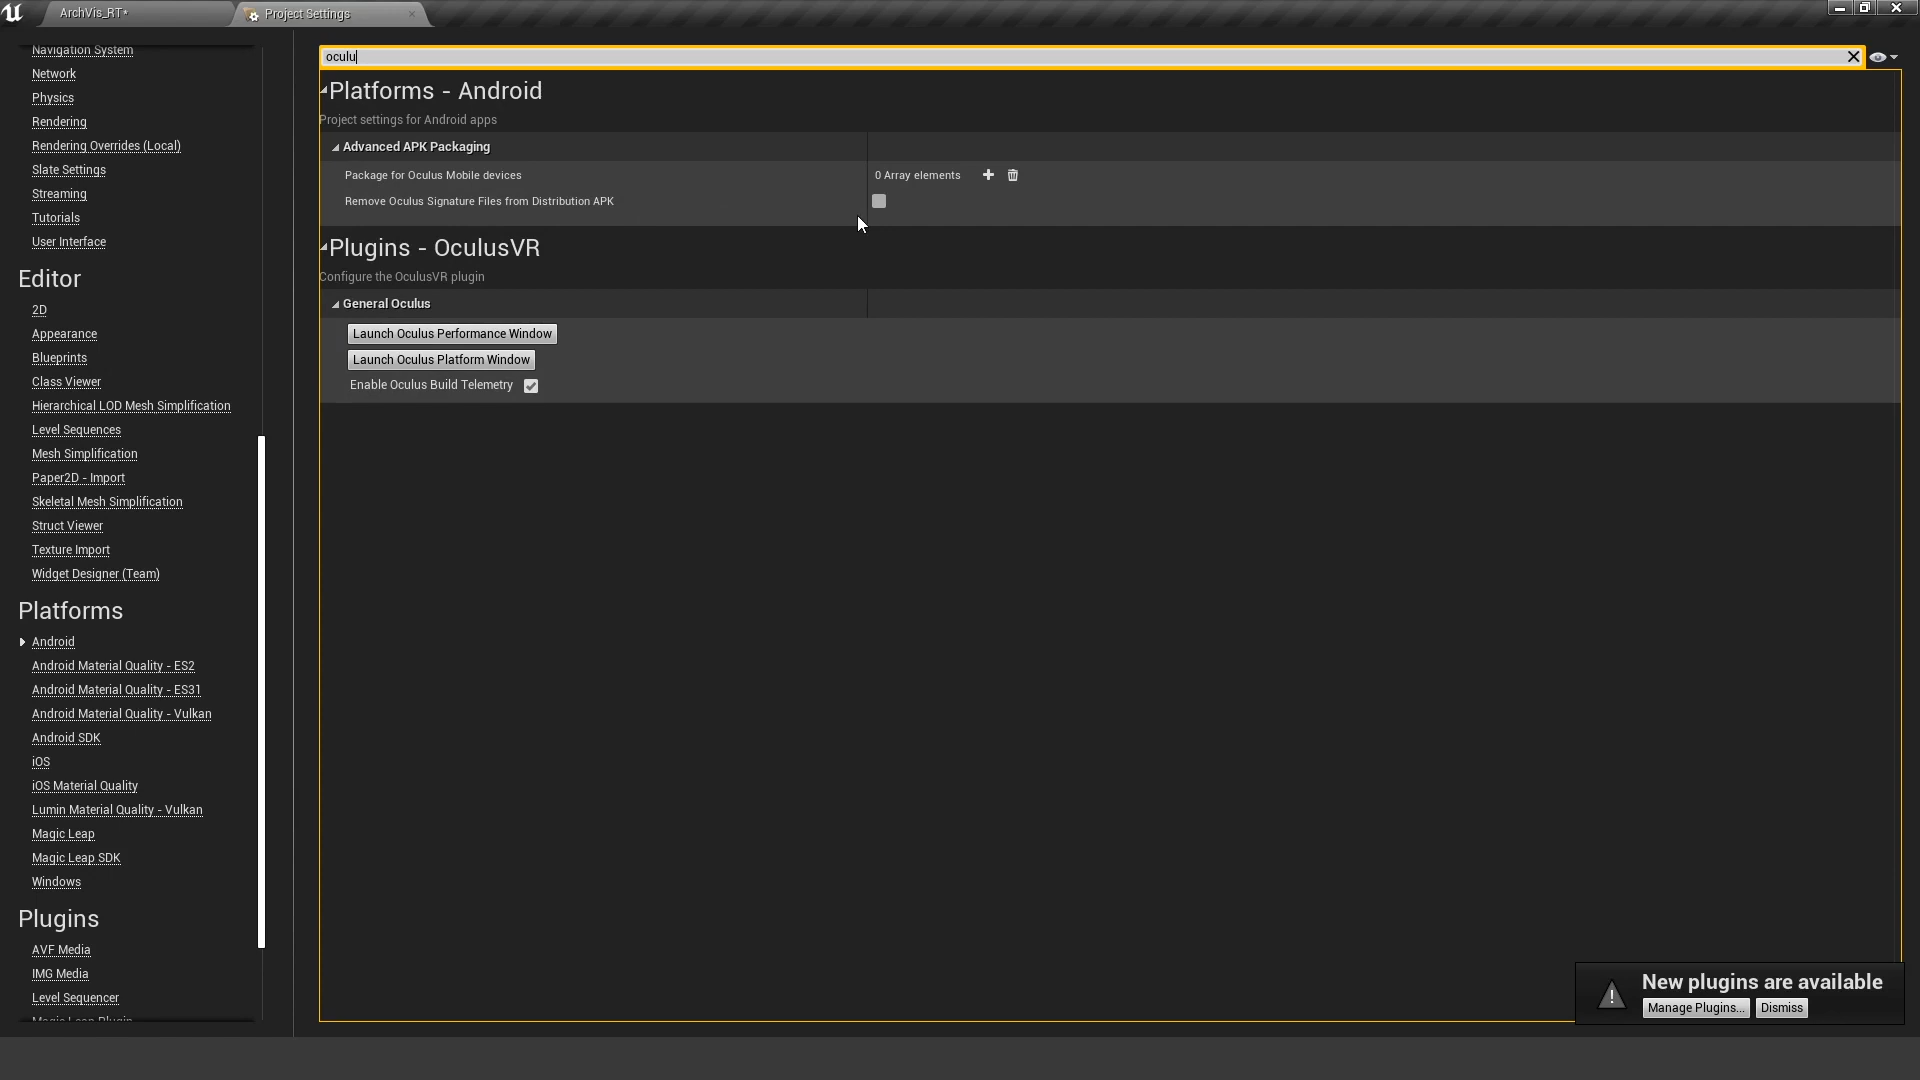 ArchVis_RT*
Project Settings
Navigation System
Network
Physics
Rendering
Rendering Overrides (Local)
Slate Settings
Streaming
Tutorials
User Interface
Editor
2D
Appearance
Blueprints
Class Viewer
Hierarchical LOD Mesh Simplification
Level Sequences
Mesh Simplification
Paper2D - Import
Skeletal Mesh Simplification
Struct Viewer
Texture Import
Widget Designer (Team)
Platforms
Android
Android Material Quality - ES2
Android Material Quality - ES31
Android Material Quality - Vulkan
Android SDK
iOS
iOS Material Quality
Lumin Material Quality - Vulkan
Magic Leap
Magic Leap SDK
Windows
Plugins
AVF Media
IMG Media
Level Sequencer
Magic Leap Plugin
oculu
Platforms - Android
Project settings for Android apps
Advanced APK Packaging
Package for Oculus Mobile devices 0 Array elements
Remove Oculus Signature Files from Distribution APK
Plugins - OculusVR
Configure the OculusVR plugin
General Oculus
Launch Oculus Performance Window
Launch Oculus Platform Window
Enable Oculus Build Telemetry
New plugins are available
Manage Plugins... Dismiss